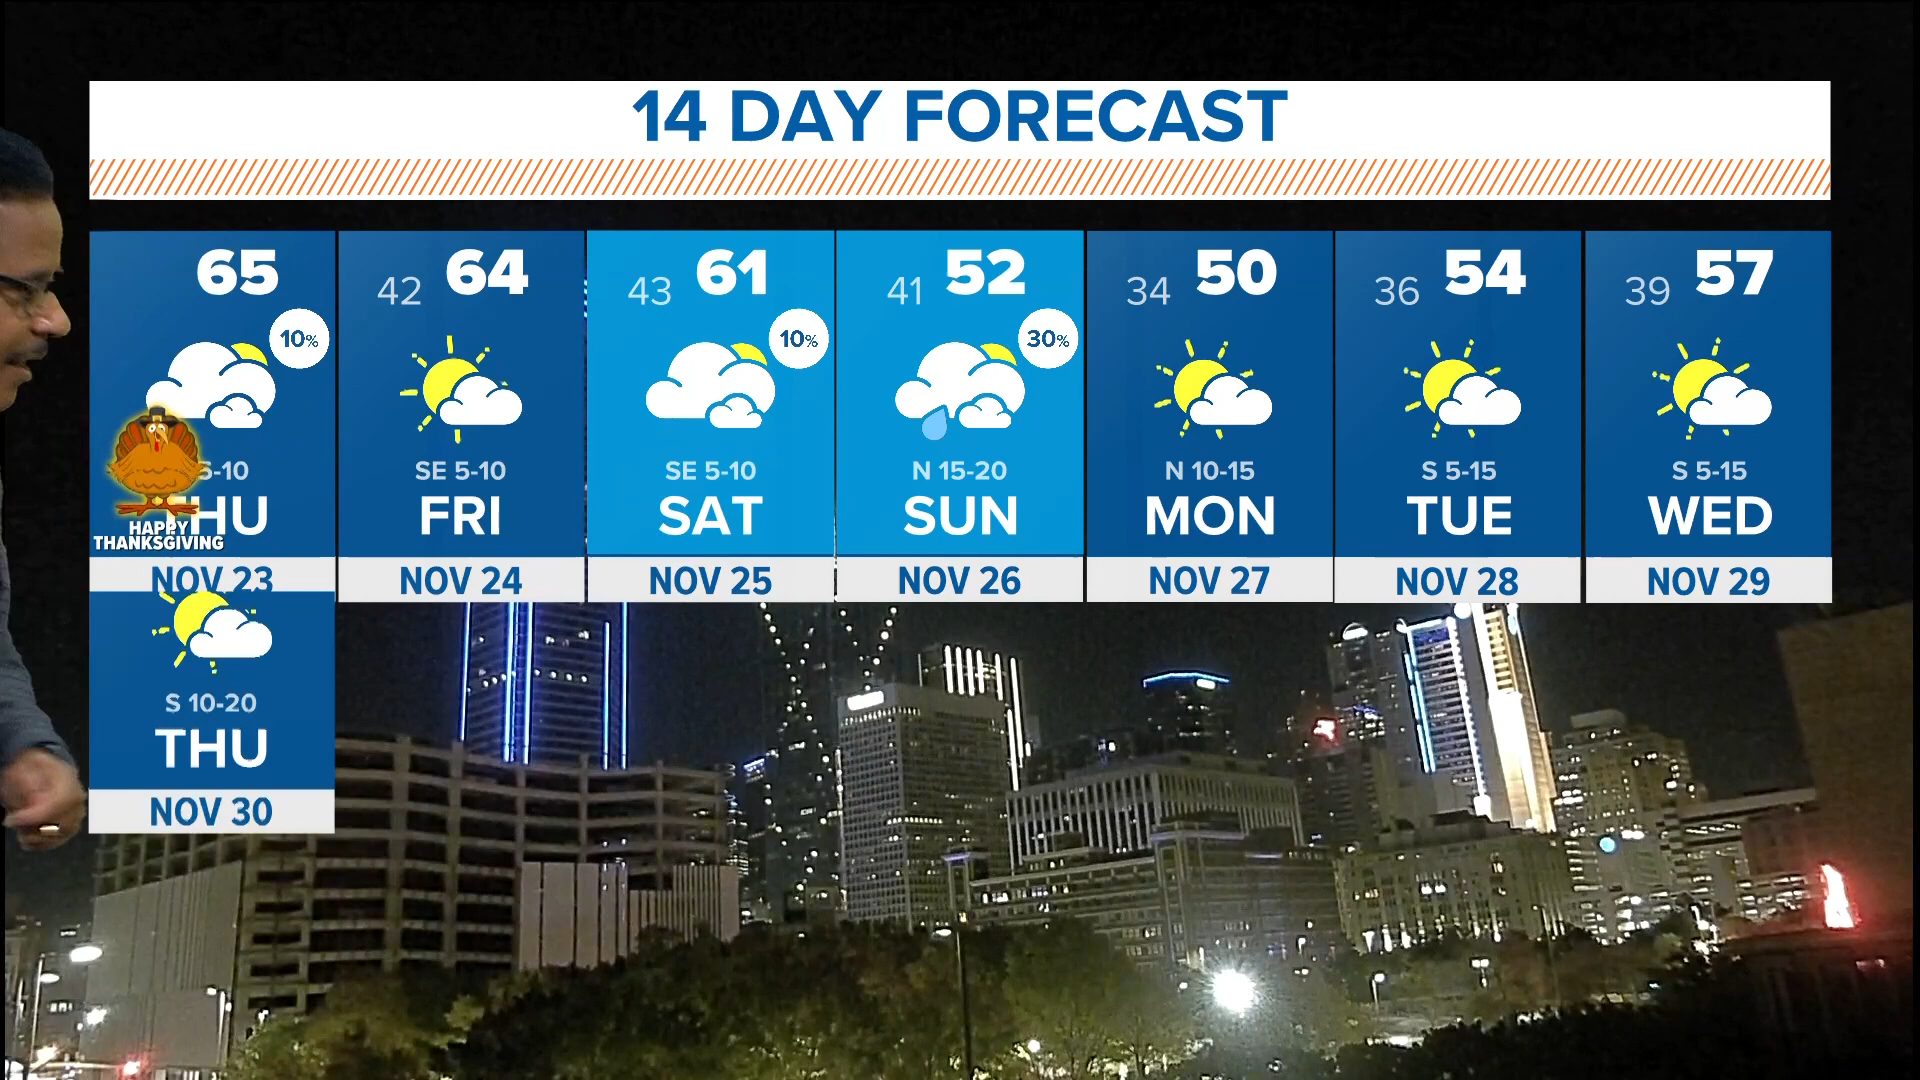 14 DAY FORECAST
65
10%
5-10
THU
HAPPY
THANKSGIVING
NOV 23
42 64
SE 5-10
FRI
NOV 24
43 61
10%
SE 5-10
SAT
NOV 25
41 52
30%
N 15-20
SUN
NOV 26
34 50
N 10-15
MON
NOV 27
36 54
S 5-15
TUE
NOV 28
39 57
S 5-15
WED
NOV 29
S 10-20
THU
NOV 30